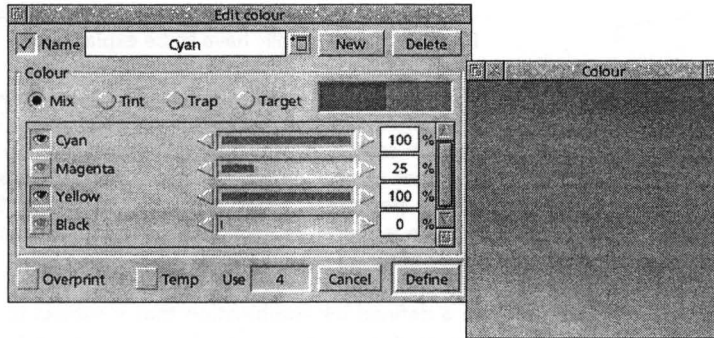 Edit colour
Name Cyan New Delete
Colour
Mix Tint Trap Target
Cyan 100 %
Magenta 25 %
Yellow 100 %
Black 0 %
Overprint Temp Use 4 Cancel Define
Colour